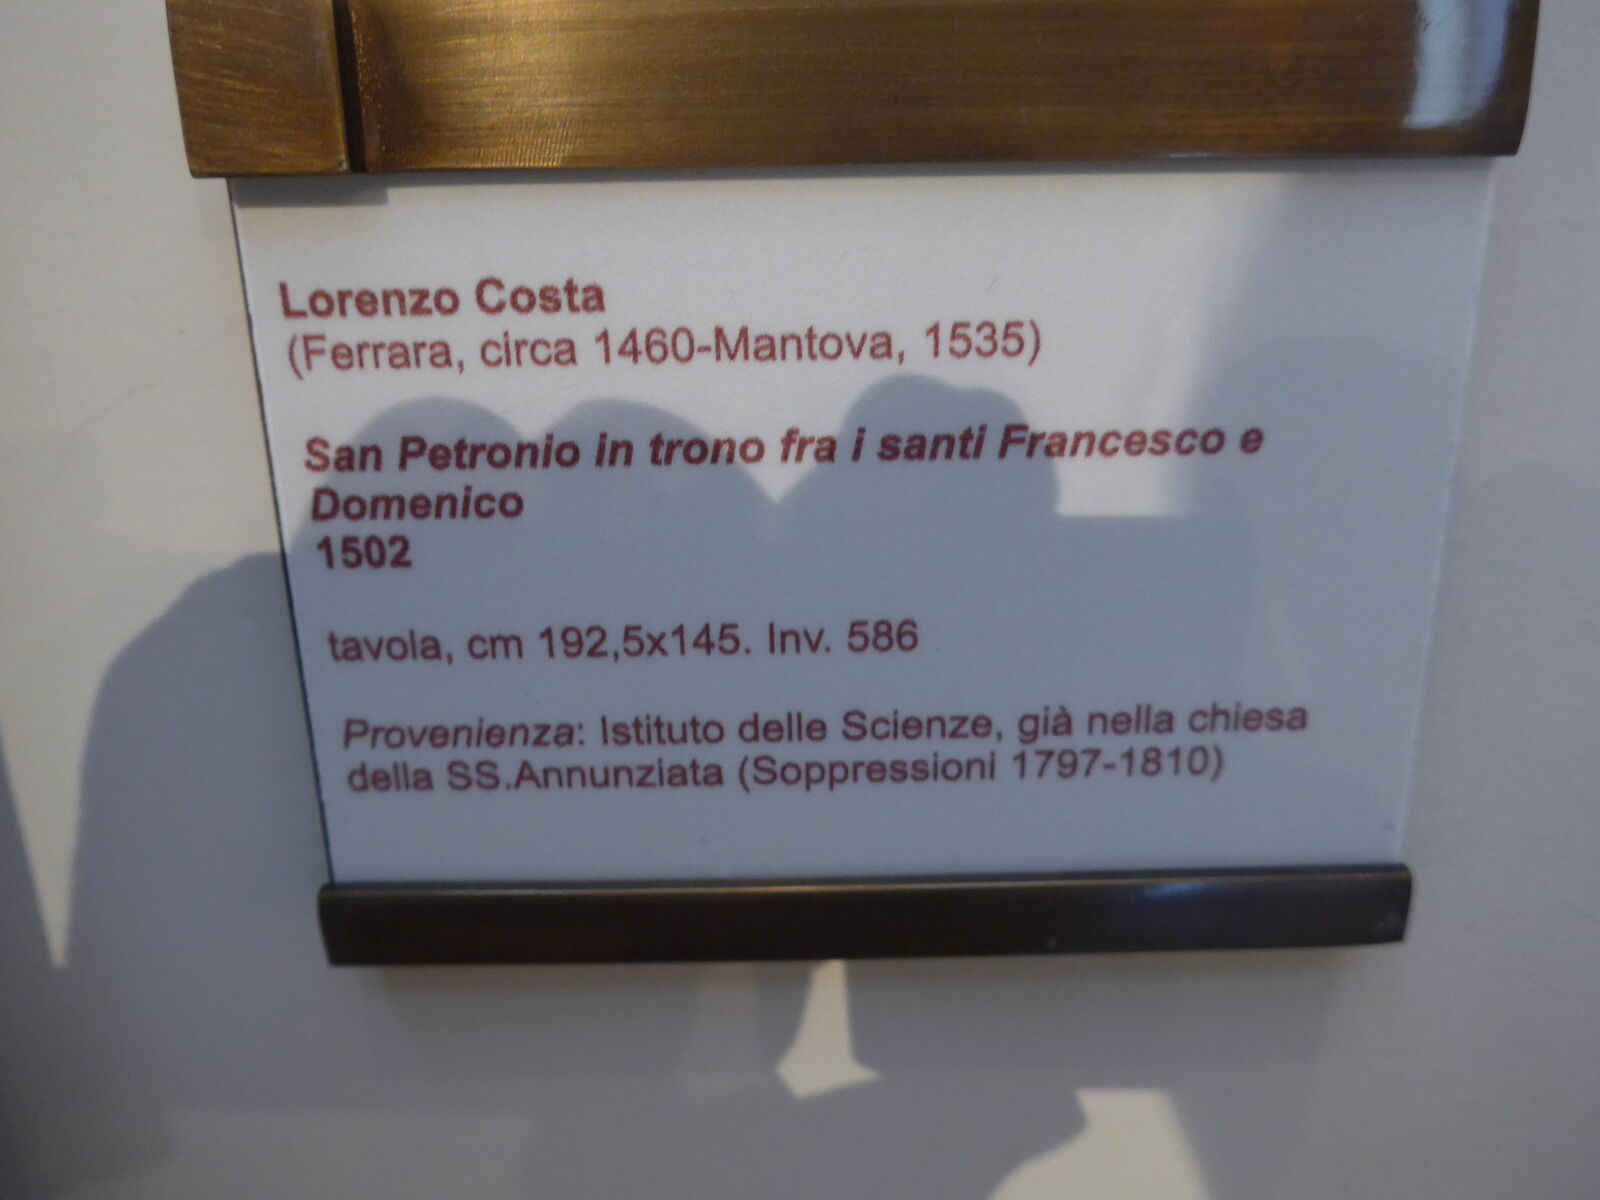 Lorenzo Costa
(Ferrara, circa 1460-Mantova, 1535)
San Petronio in trono fra i santi Francesco e
Domenico
1502
tavola, cm 192,5x145. Inv. 586
Provenienza: Istituto delle Scienze, già nella chiesa
della SS.Annunziata (Soppressioni 1797-1810)